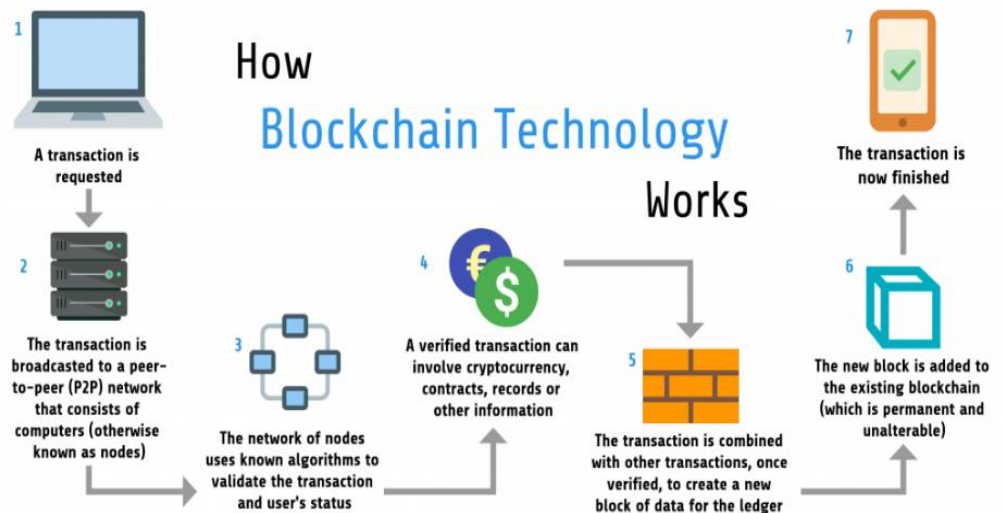 How
Blockchain Technology
Works
1
A transaction is
requested
2
The transaction is
broadcasted to a peer-
to-peer (P2P) network
that consists of
computers (otherwise
known as nodes)
3
The network of nodes
uses known algorithms to
validate the transaction
and user's status
4
€
$
A verified transaction can
involve cryptocurrency,
contracts, records or
other information
5
The transaction is combined
with other transactions, once
verified, to create a new
block of data for the ledger
6
The new block is added to
the existing blockchain
(which is permanent and
unalterable)
7
The transaction is
now finished